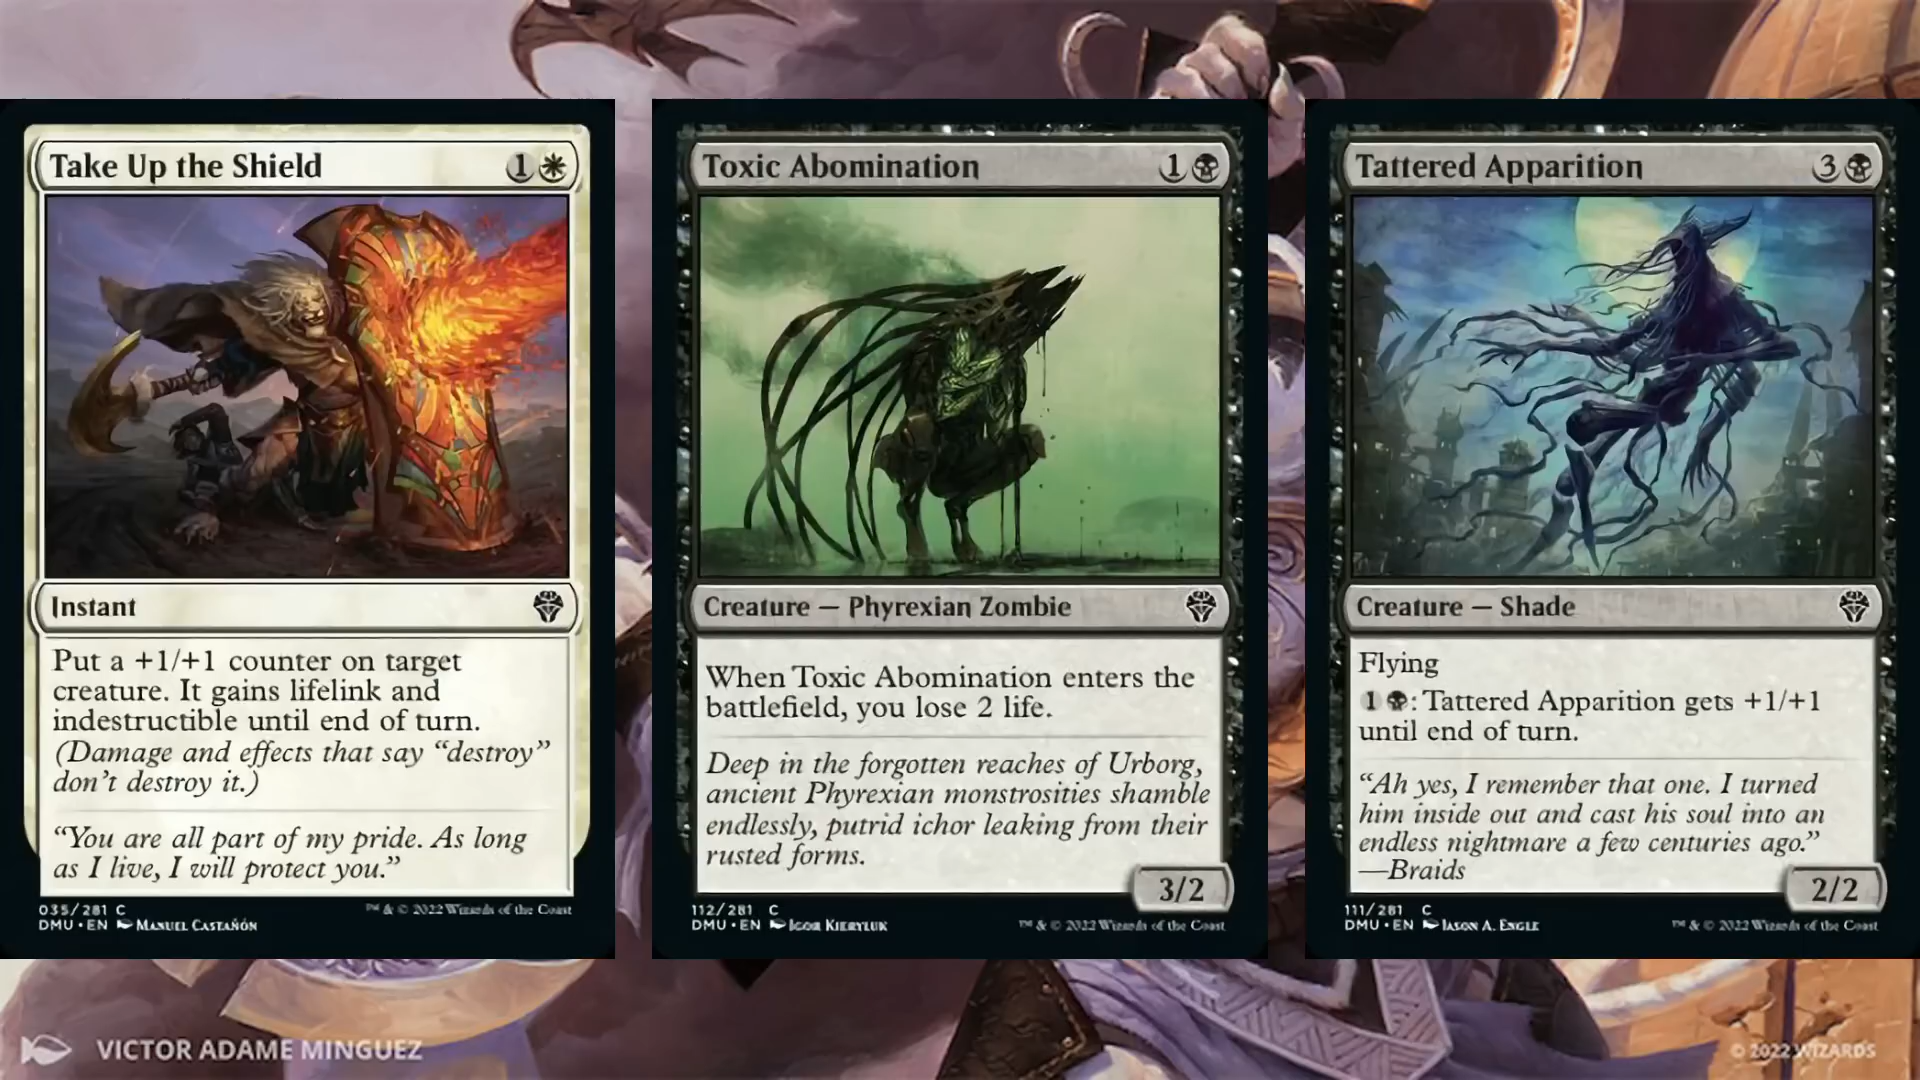 Take Up the Shield 1
Instant
Put a +1/+1 counter on target
creature. It gains lifelink and
indestructible until end of turn.
(Damage and effects that say “destroy”
don’t destroy it.)
“You are all part of my pride. As long
as I live, I will protect you.”
035/281 C
DMU • EN MANUEL CASTAÑÓN
™ & © 2022 Wizards of the Coast
Toxic Abomination 1
Creature — Phyrexian Zombie
When Toxic Abomination enters the
battlefield, you lose 2 life.
Deep in the forgotten reaches of Urborg,
ancient Phyrexian monstrosities shamble
endlessly, putrid ichor leaking from their
rusted forms.
3/2
112/281 C
DMU • EN IGOR KIERYLUK
™ & © 2022 Wizards of the Coast
Tattered Apparition 3
Creature — Shade
Flying
1 : Tattered Apparition gets +1/+1
until end of turn.
“Ah yes, I remember that one. I turned
him inside out and cast his soul into an
endless nightmare a few centuries ago.”
—Braids
2/2
111/281 C
DMU • EN JASON A. ENGLE
™ & © 2022 Wizards of the Coast
VICTOR ADAME MINGUEZ
© 2022 WIZARDS